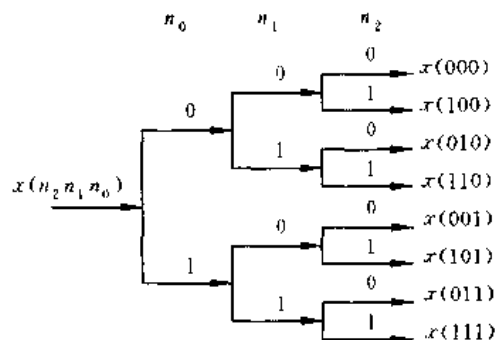 n₀ n₁ n₂
0 x(000)
0
1 x(100)
0
0 x(010)
1
1 x(110)
x(n₂n₁n₀)
0 x(001)
0
1 x(101)
1
0 x(011)
1
1 x(111)